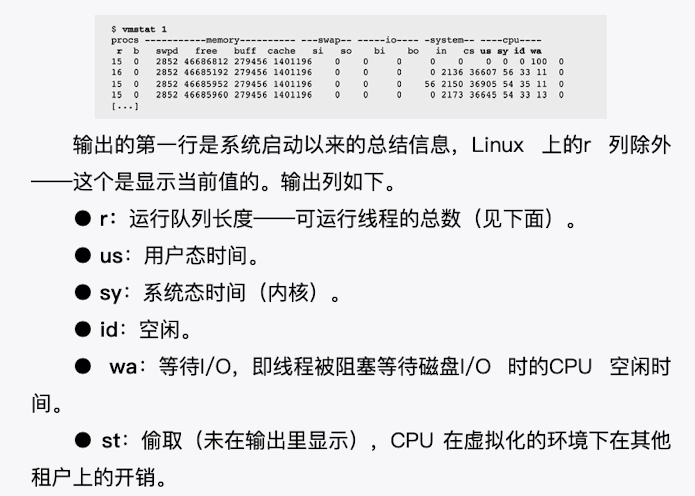 $ vmstat 1
procs -----------memory---------- ---swap-- -----io---- -system-- ----cpu----
r b swpd free buff cache si so bi bo in cs us sy id wa
15 0 2852 46686812 279456 1401196 0 0 0 0 0 0 0 0 100 0
16 0 2852 46685192 279456 1401196 0 0 0 0 2136 36607 56 33 11 0
15 0 2852 46685952 279456 1401196 0 0 0 56 2150 36905 54 35 11 0
15 0 2852 46685960 279456 1401196 0 0 0 0 2173 36645 54 33 13 0
[...]
输出的第一行是系统启动以来的总结信息，Linux 上的r 列除外
——这个是显示当前值的。输出列如下。
● r：运行队列长度——可运行线程的总数（见下面）。
● us：用户态时间。
● sy：系统态时间（内核）。
● id：空闲。
● wa：等待I/O，即线程被阻塞等待磁盘I/O 时的CPU 空闲时
间。
● st：偷取（未在输出里显示），CPU 在虚拟化的环境下在其他
租户上的开销。